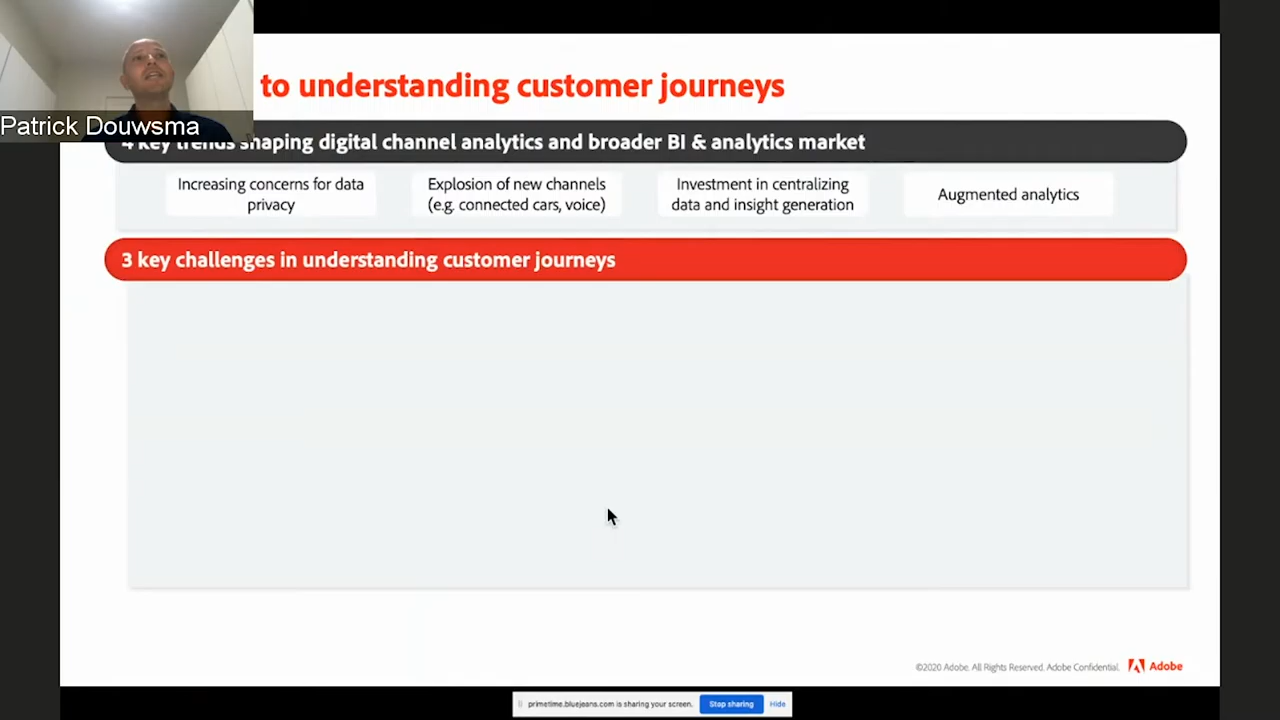 to understanding customer journeys
Patrick Douwsma
4 key trends shaping digital channel analytics and broader BI & analytics market
Increasing concerns for data
privacy
Explosion of new channels
(e.g. connected cars, voice)
Investment in centralizing
data and insight generation
Augmented analytics
3 key challenges in understanding customer journeys
©2020 Adobe. All Rights Reserved. Adobe Confidential.
Adobe
primetime.bluejeans.com is sharing your screen.
Stop sharing
Hide